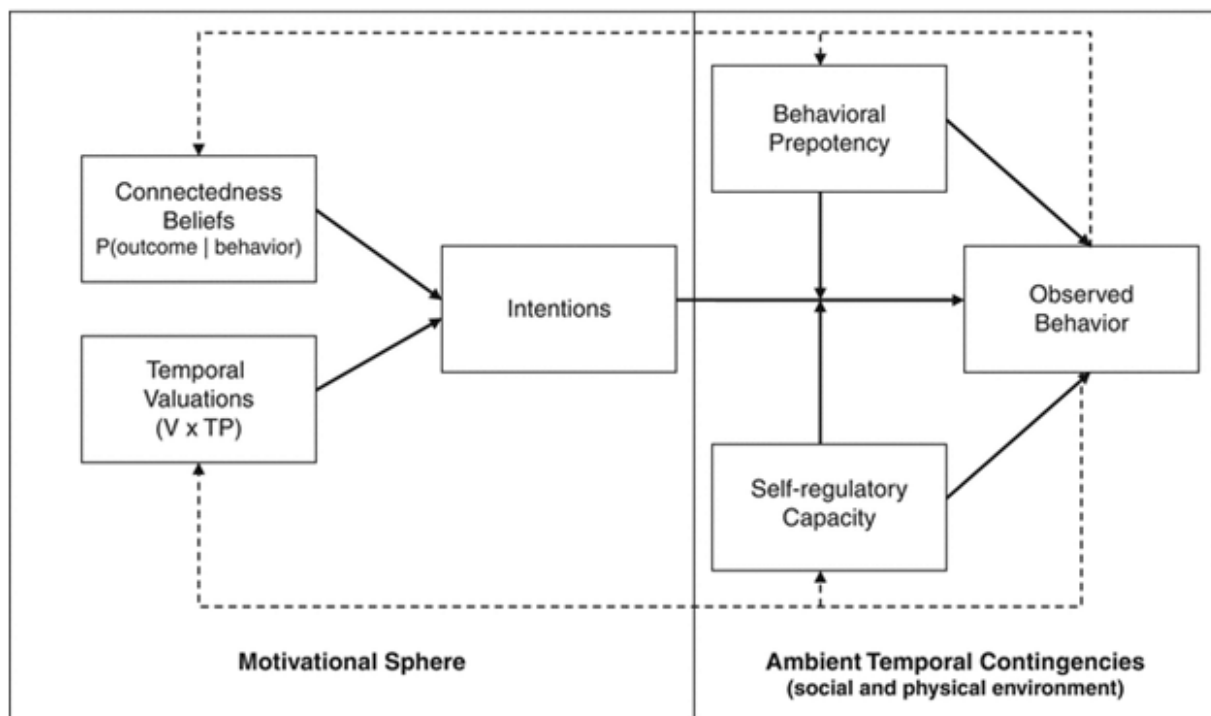 Behavioral
Prepotency
Connectedness
Beliefs
P(outcome | behavior)
Intentions
Observed
Behavior
Temporal
Valuations
(V x TP)
Self-regulatory
Capacity
Motivational Sphere
Ambient Temporal Contingencies
(social and physical environment)